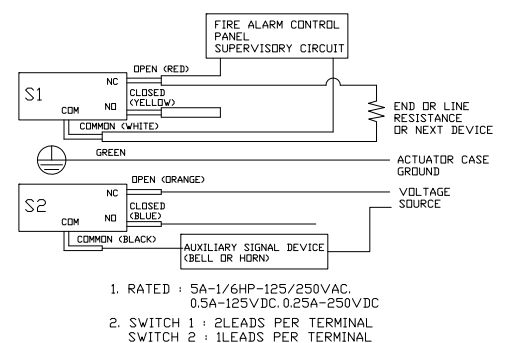 FIRE ALARM CONTROL
PANEL
SUPERVISORY CIRCUIT
OPEN (RED)
NC
S1
CLOSED
(YELLOW)
NO
COM
COMMON (WHITE)
END OR LINE
RESISTANCE
OR NEXT DEVICE
GREEN
ACTUATOR CASE
GROUND
OPEN (ORANGE)
NC
VOLTAGE
SOURCE
S2
CLOSED
(BLUE)
NO
COM
COMMON (BLACK)
AUXILIARY SIGNAL DEVICE
(BELL OR HORN)
1. RATED : 5A-1/6HP-125/250VAC.
0.5A-125VDC. 0.25A-250VDC
2. SWITCH 1 : 2LEADS PER TERMINAL
SWITCH 2 : 1LEADS PER TERMINAL